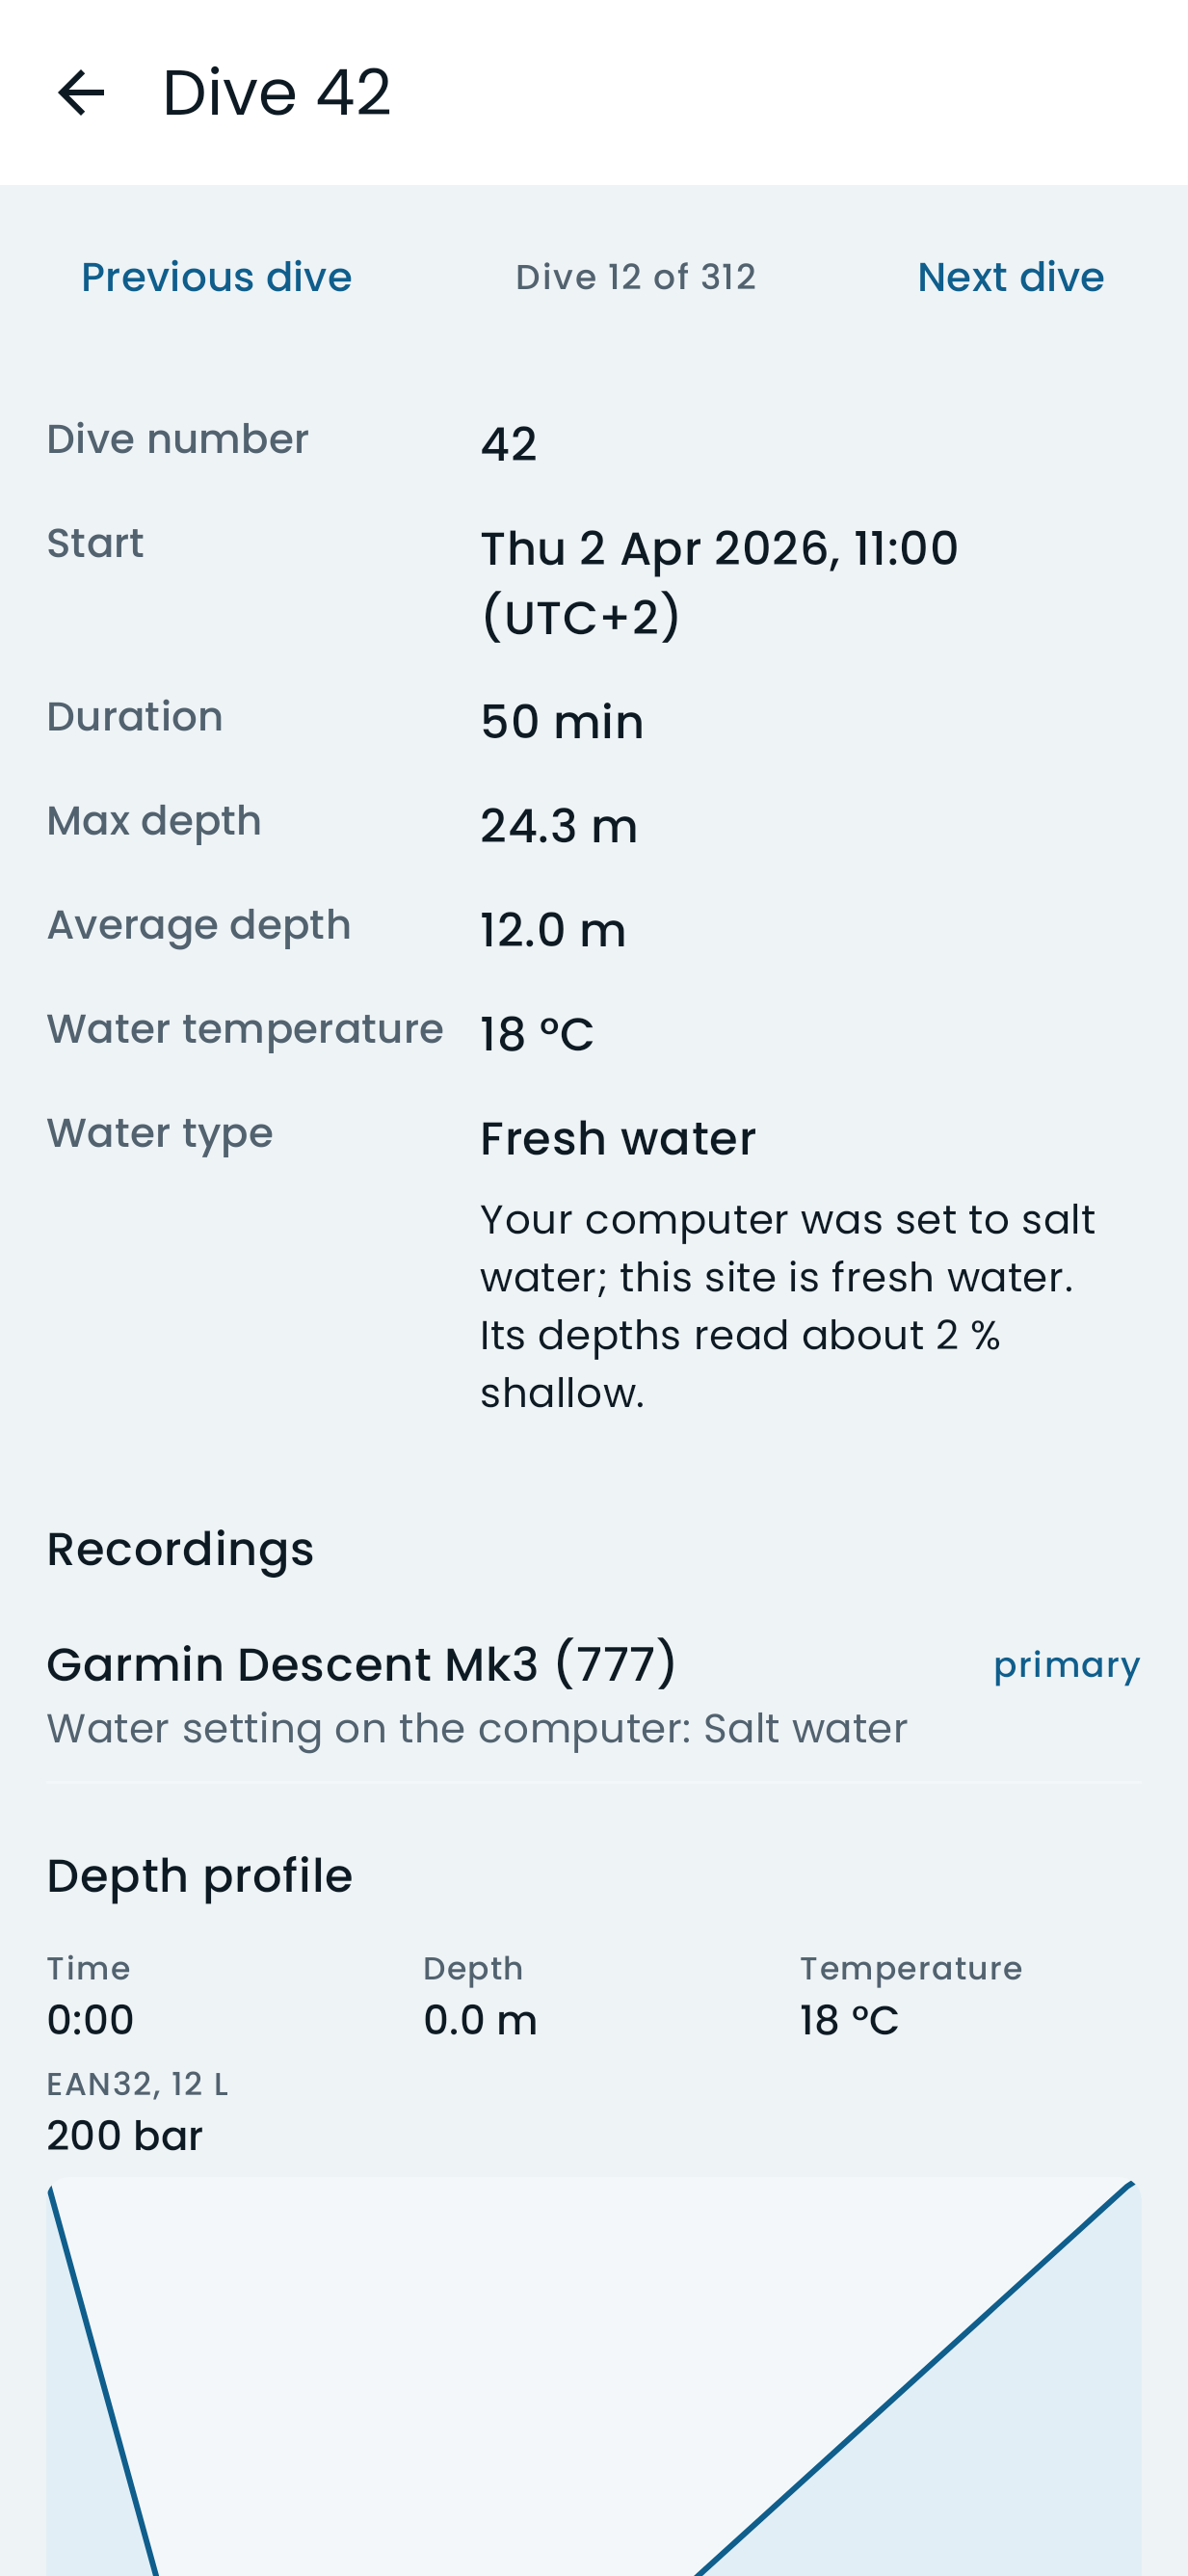 Dive 42
Previous dive
Dive 12 of 312
Next dive
Dive number
42
Start
Thu 2 Apr 2026, 11:00
(UTC+2)
Duration
50 min
Max depth
24.3 m
Average depth
12.0 m
Water temperature
18 °C
Water type
Fresh water
Your computer was set to salt
water; this site is fresh water.
Its depths read about 2 %
shallow.
Recordings
Garmin Descent Mk3 (777)
primary
Water setting on the computer: Salt water
Depth profile
Time
Depth
Temperature
0:00
0.0 m
18 °C
EAN32, 12 L
200 bar